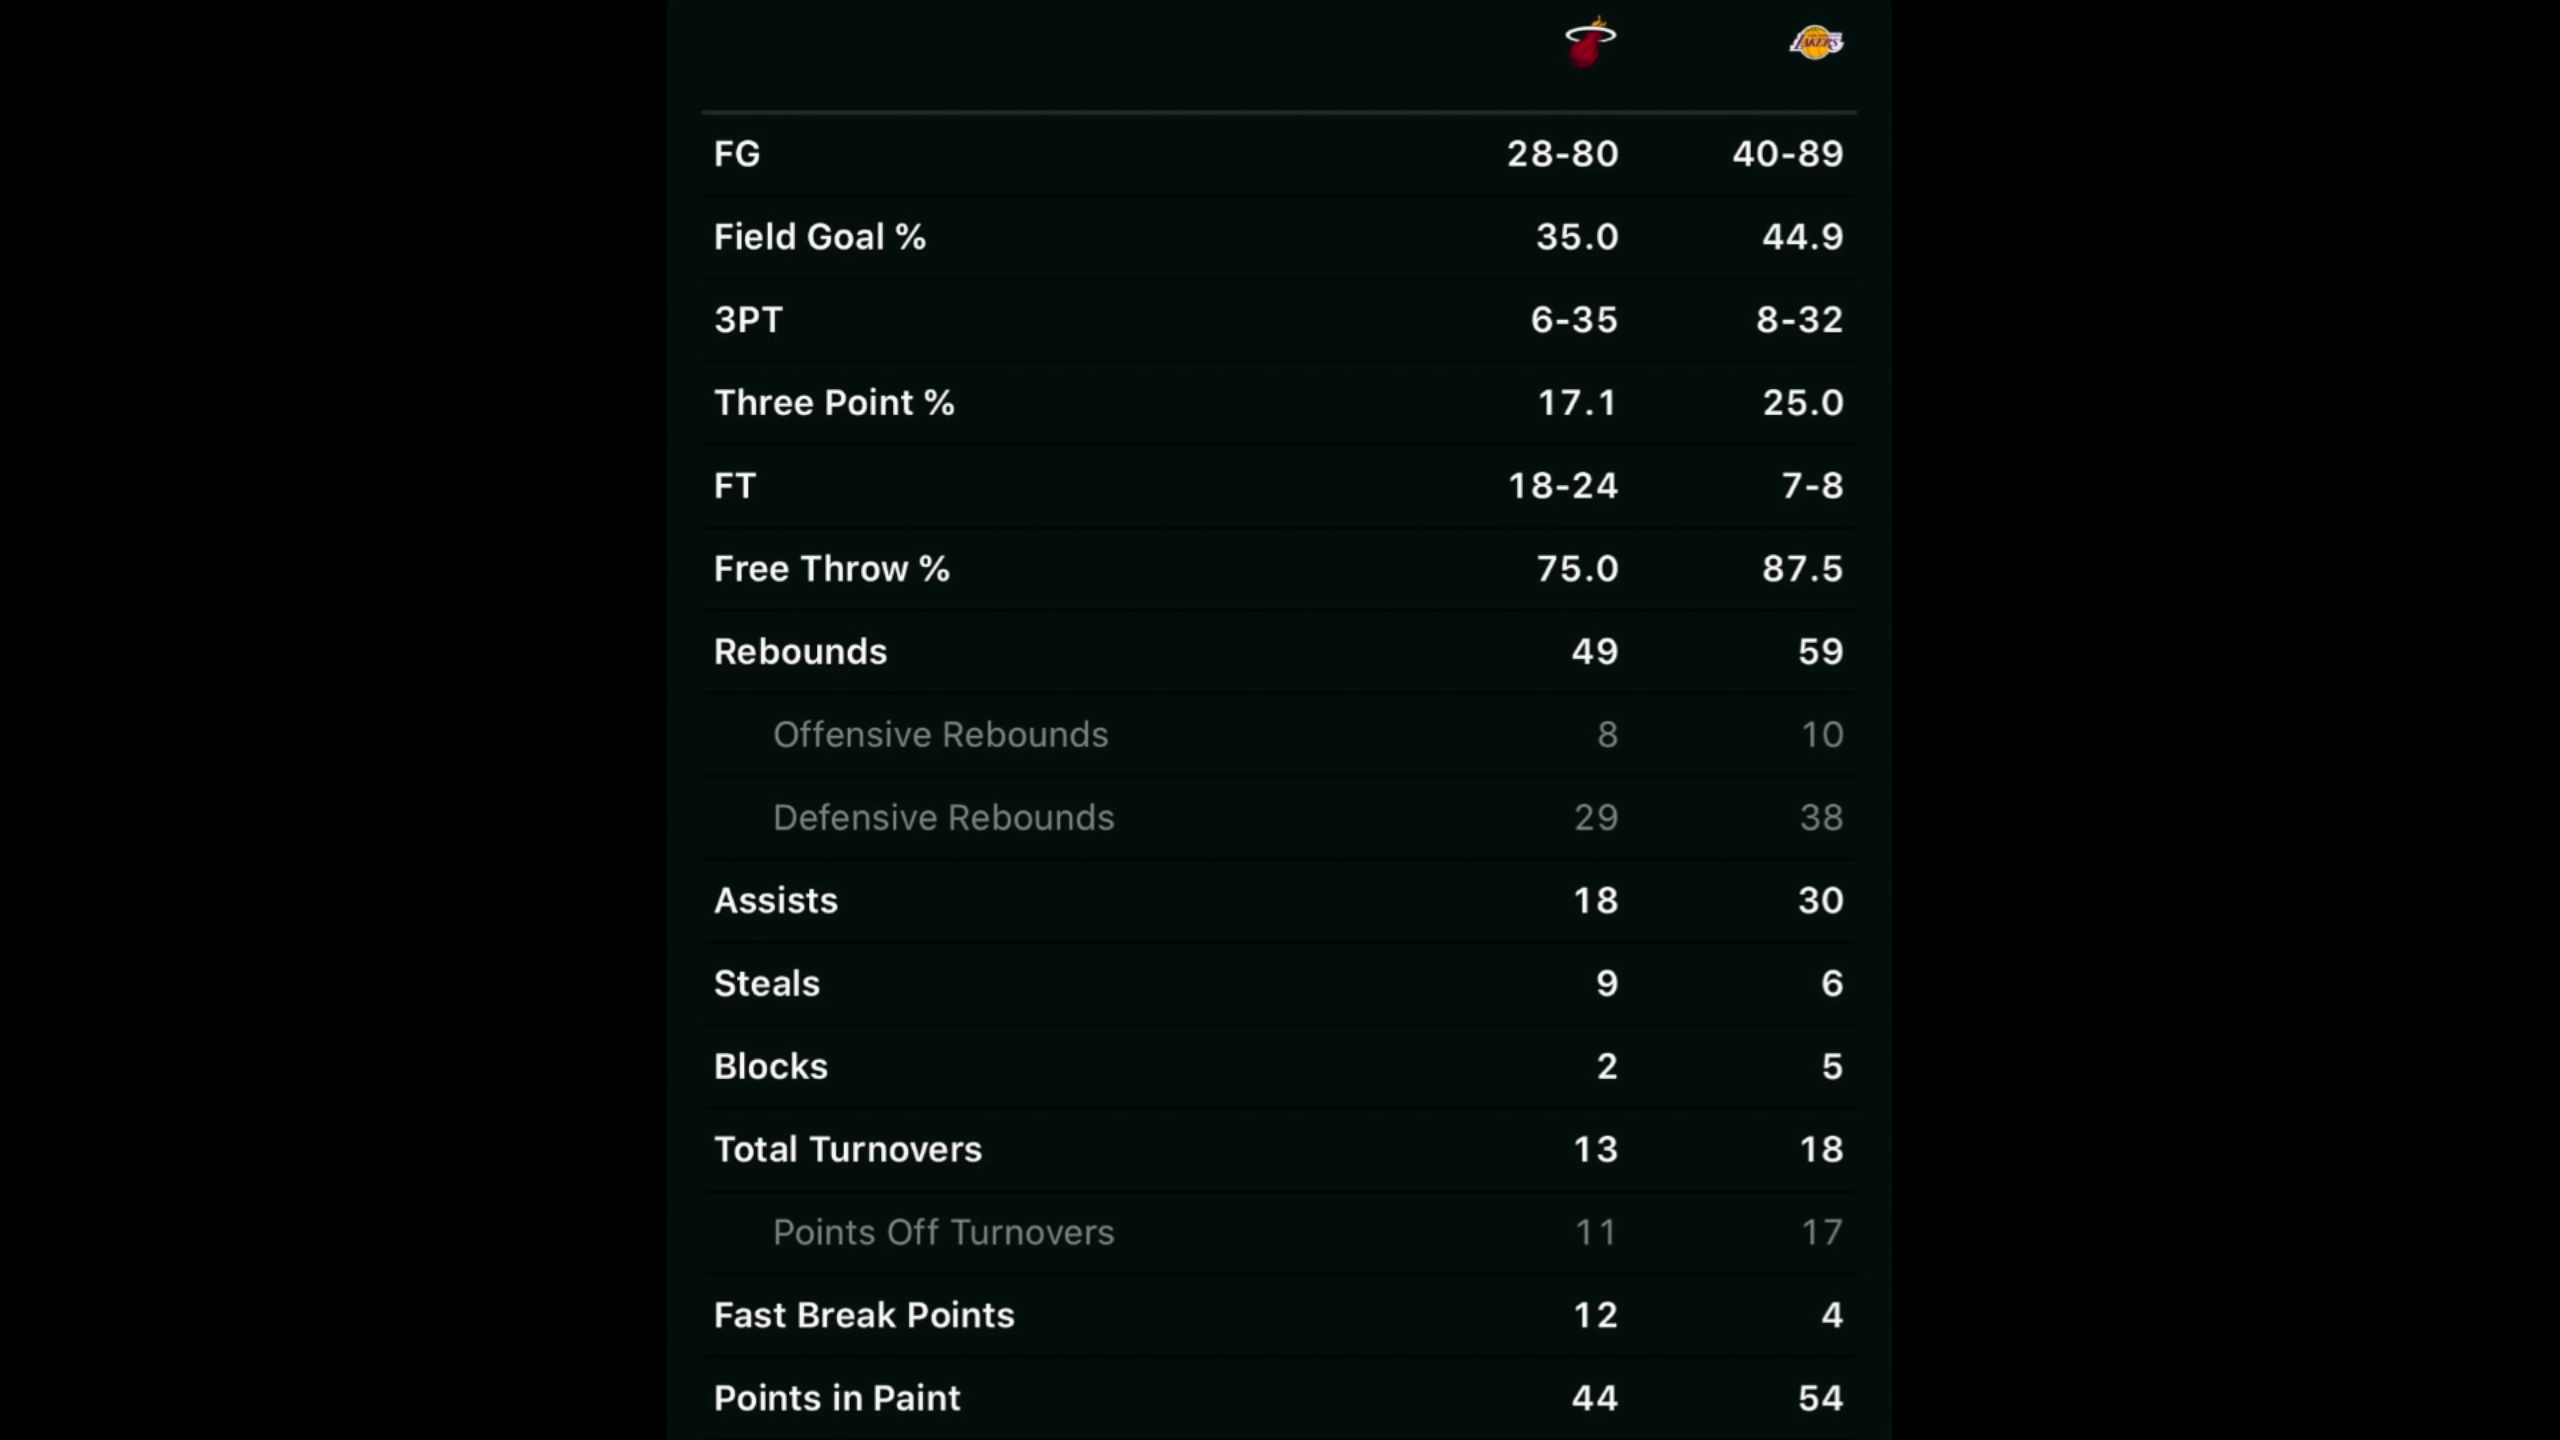 LAKERS
FG 28-80 40-89
Field Goal % 35.0 44.9
3PT 6-35 8-32
Three Point % 17.1 25.0
FT 18-24 7-8
Free Throw % 75.0 87.5
Rebounds 49 59
Offensive Rebounds 8 10
Defensive Rebounds 29 38
Assists 18 30
Steals 9 6
Blocks 2 5
Total Turnovers 13 18
Points Off Turnovers 11 17
Fast Break Points 12 4
Points in Paint 44 54